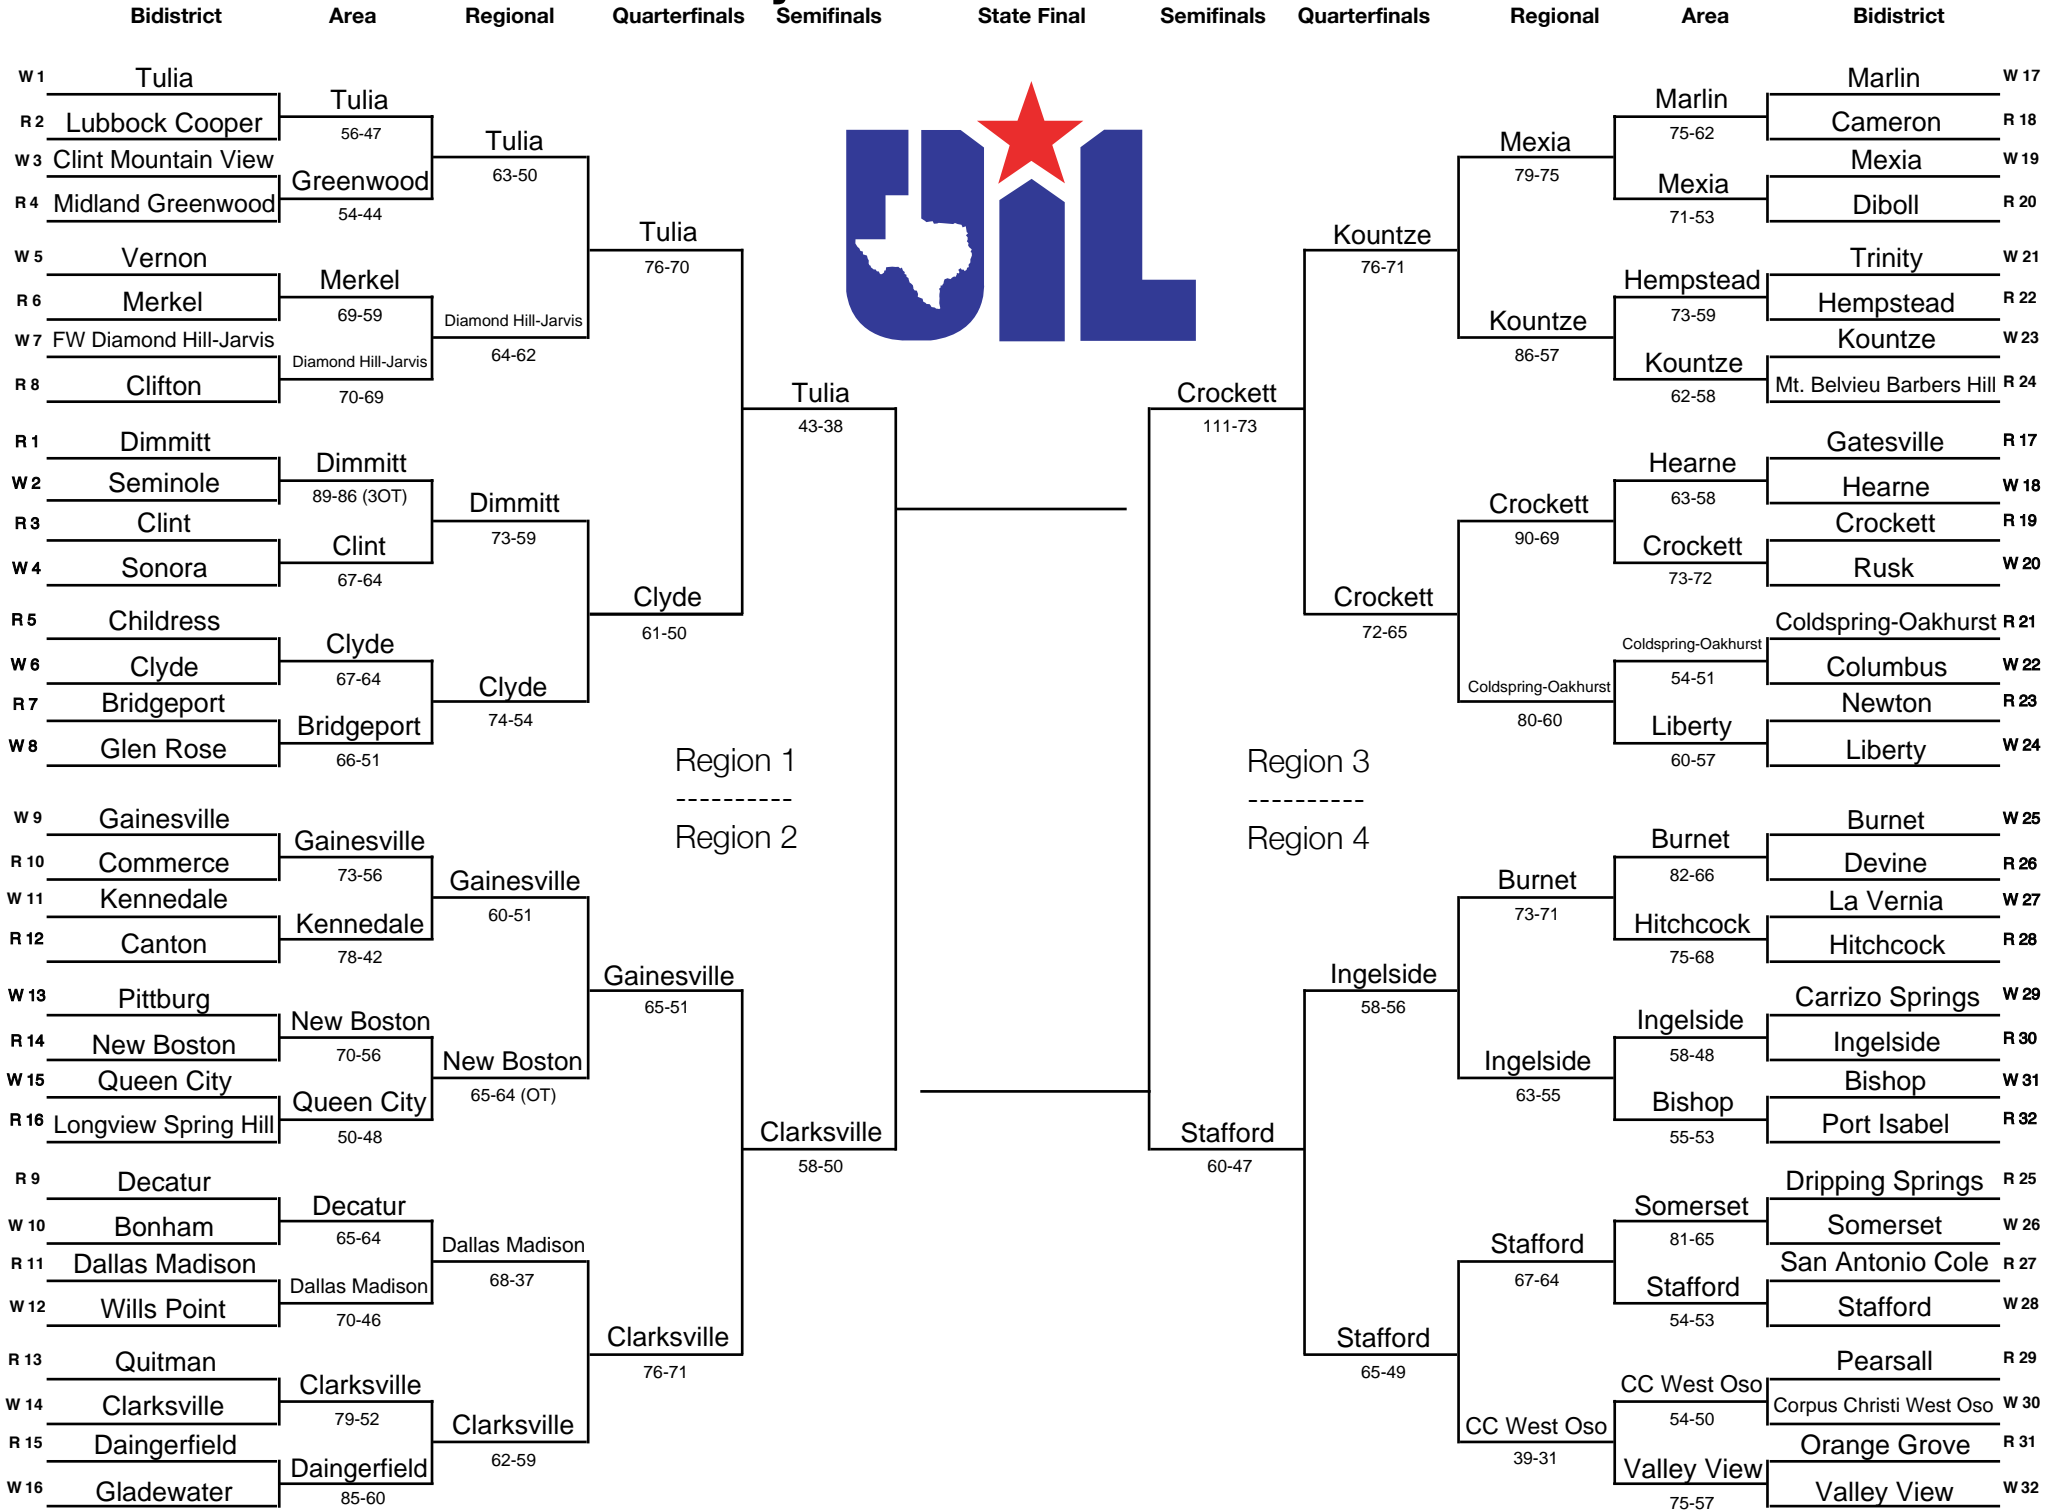 Bidistrict Area Regional Quarterfinals Semifinals State Final Semifinals Quarterfinals Regional Area Bidistrict
W 1 Tulia
R 2 Lubbock Cooper
W 3 Clint Mountain View
R 4 Midland Greenwood
W 5 Vernon
R 6 Merkel
W 7 FW Diamond Hill-Jarvis
R 8 Clifton
R 1 Dimmitt
W 2 Seminole
R 3 Clint
W 4 Sonora
R 5 Childress
W 6 Clyde
R 7 Bridgeport
W 8 Glen Rose
W 9 Gainesville
R 10 Commerce
W 11 Kennedale
R 12 Canton
W 13 Pittburg
R 14 New Boston
W 15 Queen City
R 16 Longview Spring Hill
R 9 Decatur
W 10 Bonham
R 11 Dallas Madison
W 12 Wills Point
R 13 Quitman
W 14 Clarksville
R 15 Daingerfield
W 16 Gladewater
Tulia
56-47
Greenwood
54-44
Merkel
69-59
Diamond Hill-Jarvis
70-69
Dimmitt
89-86 (3OT)
Clint
67-64
Clyde
67-64
Bridgeport
66-51
Gainesville
73-56
Kennedale
78-42
New Boston
70-56
Queen City
50-48
Decatur
65-64
Dallas Madison
70-46
Clarksville
79-52
Daingerfield
85-60
Tulia
63-50
Diamond Hill-Jarvis
64-62
Dimmitt
73-59
Clyde
74-54
Gainesville
60-51
New Boston
65-64 (OT)
Dallas Madison
68-37
Clarksville
62-59
Tulia
76-70
Clyde
61-50
Region 1
----------
Region 2
Gainesville
65-51
Clarksville
76-71
Tulia
43-38
Clarksville
58-50
UiL
Crockett
111-73
Stafford
60-47
Kountze
76-71
Crockett
72-65
Region 3
----------
Region 4
Ingelside
58-56
Stafford
65-49
Mexia
79-75
Kountze
86-57
Crockett
90-69
Coldspring-Oakhurst
80-60
Burnet
73-71
Ingelside
63-55
Stafford
67-64
CC West Oso
39-31
Marlin
75-62
Mexia
71-53
Hempstead
73-59
Kountze
62-58
Hearne
63-58
Crockett
73-72
Coldspring-Oakhurst
54-51
Liberty
60-57
Burnet
82-66
Hitchcock
75-68
Ingelside
58-48
Bishop
55-53
Somerset
81-65
Stafford
54-53
CC West Oso
54-50
Valley View
75-57
Marlin W 17
Cameron R 18
Mexia W 19
Diboll R 20
Trinity W 21
Hempstead R 22
Kountze W 23
Mt. Belvieu Barbers Hill R 24
Gatesville R 17
Hearne W 18
Crockett R 19
Rusk W 20
Coldspring-Oakhurst R 21
Columbus W 22
Newton R 23
Liberty W 24
Burnet W 25
Devine R 26
La Vernia W 27
Hitchcock R 28
Carrizo Springs W 29
Ingelside R 30
Bishop W 31
Port Isabel R 32
Dripping Springs R 25
Somerset W 26
San Antonio Cole R 27
Stafford W 28
Pearsall R 29
Corpus Christi West Oso W 30
Orange Grove R 31
Valley View W 32